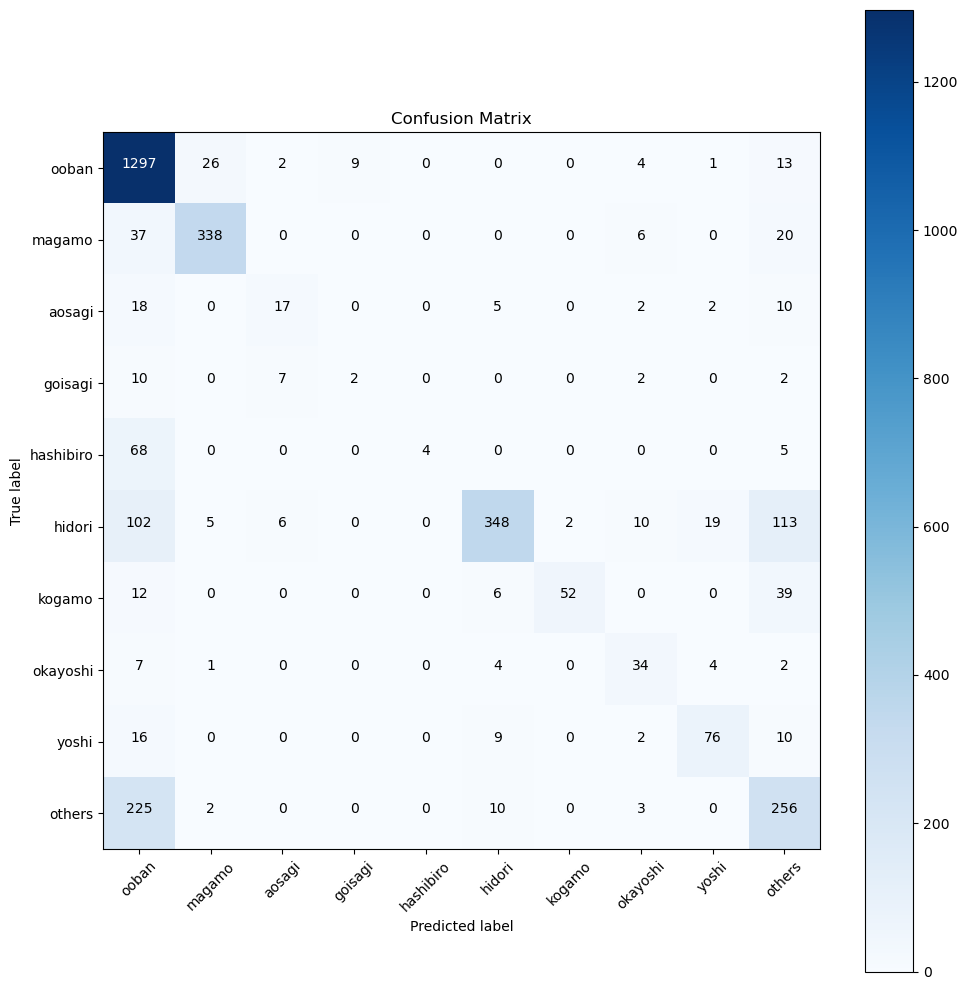 Confusion Matrix
ooban 1297 26 2 9 0 0 0 4 1 13
magamo 37 338 0 0 0 0 0 6 0 20
aosagi 18 0 17 0 0 5 0 2 2 10
goisagi 10 0 7 2 0 0 0 2 0 2
hashibiro 68 0 0 0 4 0 0 0 0 5
hidori 102 5 6 0 0 348 2 10 19 113
kogamo 12 0 0 0 0 6 52 0 0 39
okayoshi 7 1 0 0 0 4 0 34 4 2
yoshi 16 0 0 0 0 9 0 2 76 10
others 225 2 0 0 0 10 0 3 0 256
ooban magamo aosagi goisagi hashibiro hidori kogamo okayoshi yoshi others
Predicted label
True label
1200
1000
800
600
400
200
0